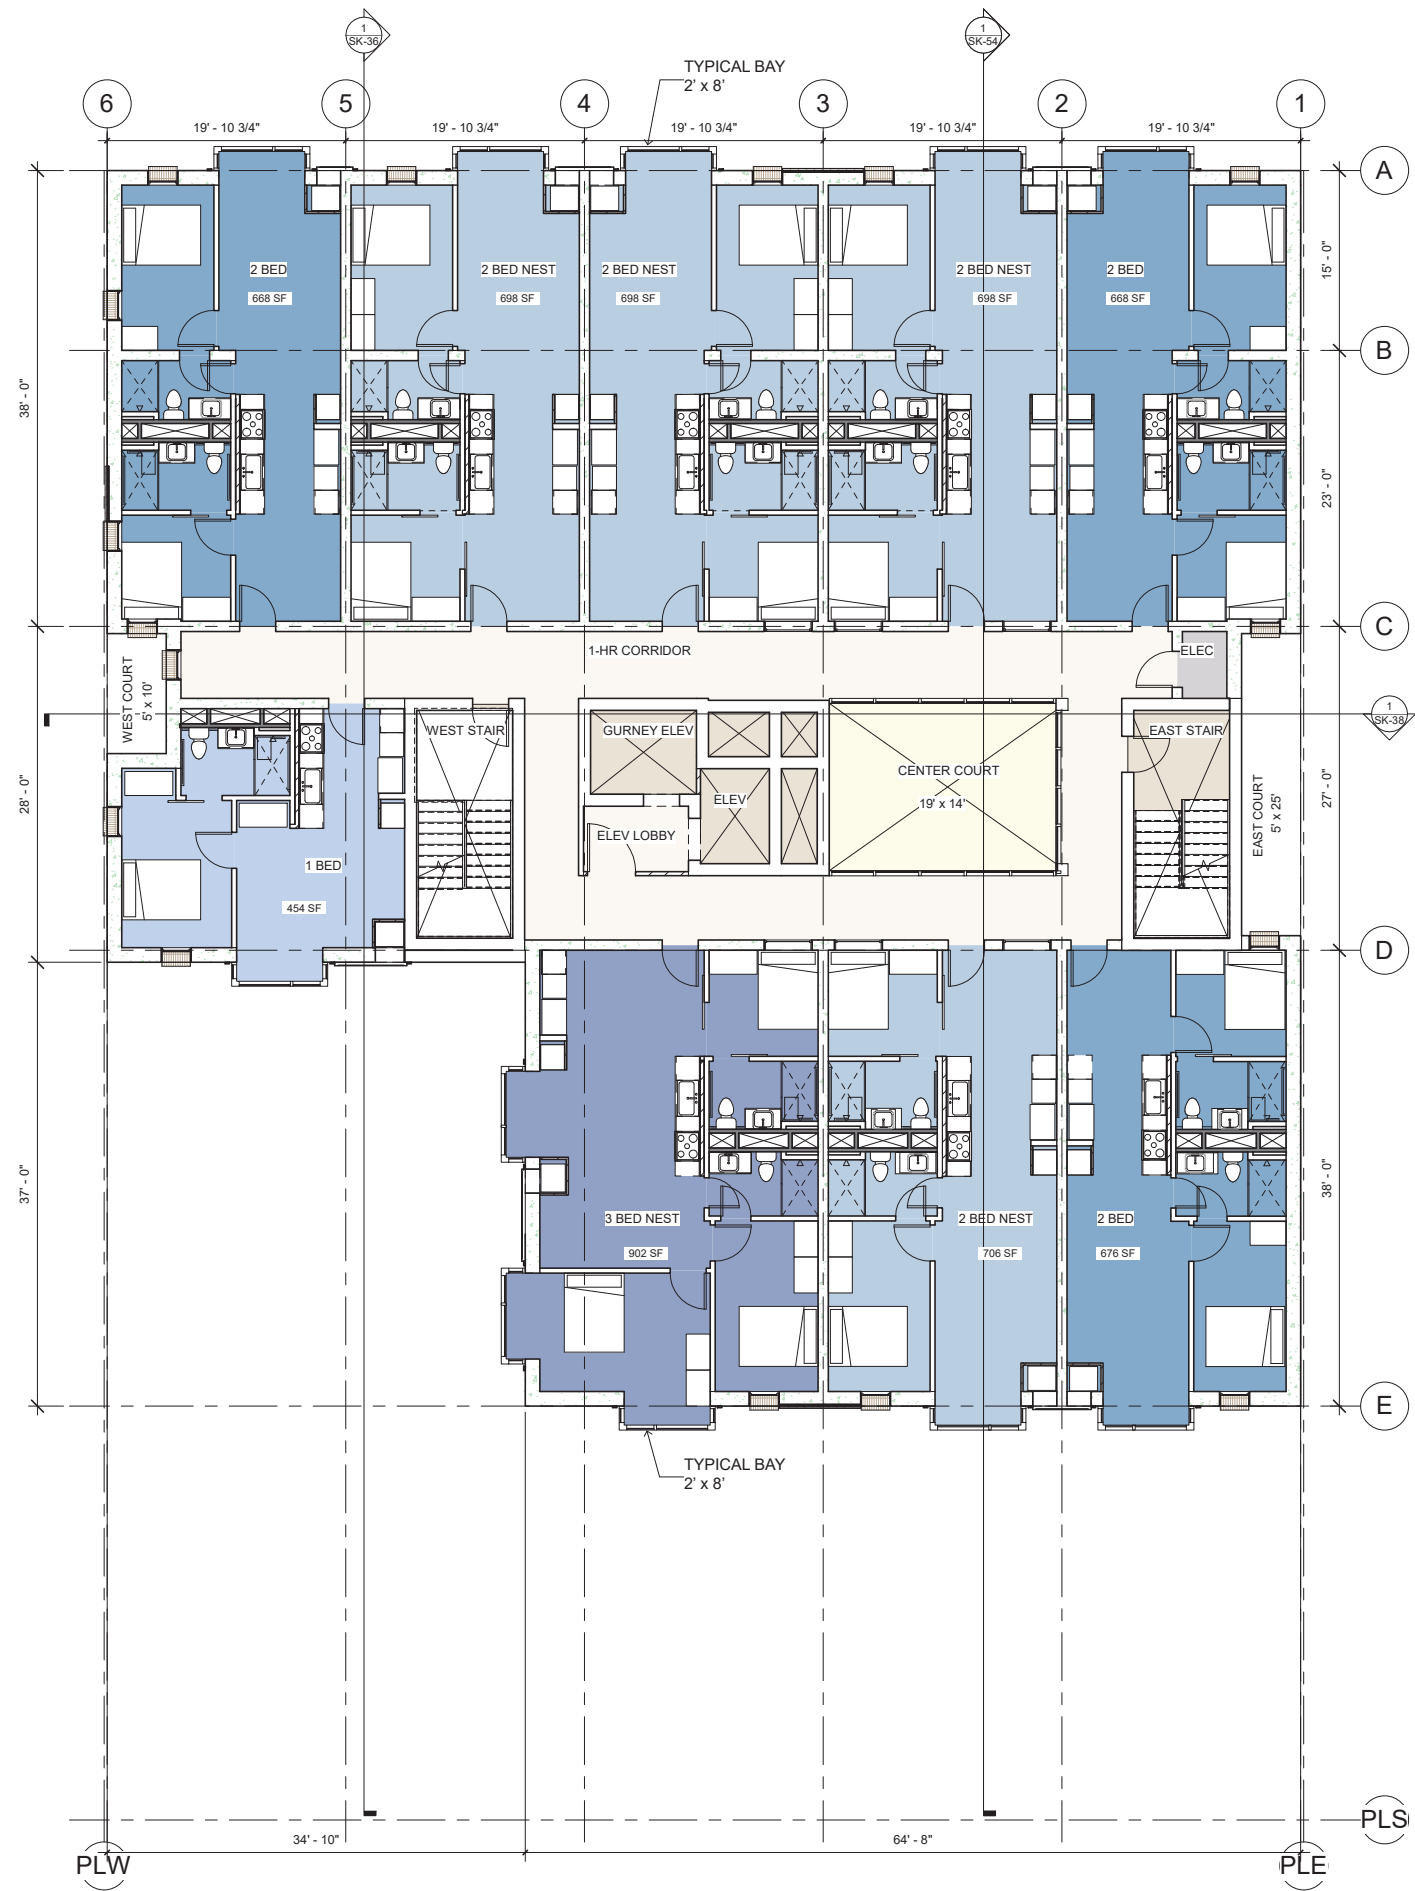 1
SK-36
1
SK-54
TYPICAL BAY
2' x 8'
6
5
4
3
2
1
19' - 10 3/4"
19' - 10 3/4"
19' - 10 3/4"
19' - 10 3/4"
19' - 10 3/4"
A
2 BED
668 SF
2 BED NEST
698 SF
2 BED NEST
698 SF
2 BED NEST
698 SF
2 BED
668 SF
15' - 0"
B
38' - 0"
23' - 0"
C
1-HR CORRIDOR
ELEC
WEST COURT
5' x 10'
1
SK-38
WEST STAIR
GURNEY ELEV
EAST STAIR
CENTER COURT
19' x 14'
ELEV
ELEV LOBBY
28' - 0"
27' - 0"
EAST COURT
5' x 25'
1 BED
454 SF
D
37' - 0"
38' - 0"
3 BED NEST
902 SF
2 BED NEST
706 SF
2 BED
676 SF
E
TYPICAL BAY
2' x 8'
PLS
34' - 10"
64' - 8"
PLW
PLE